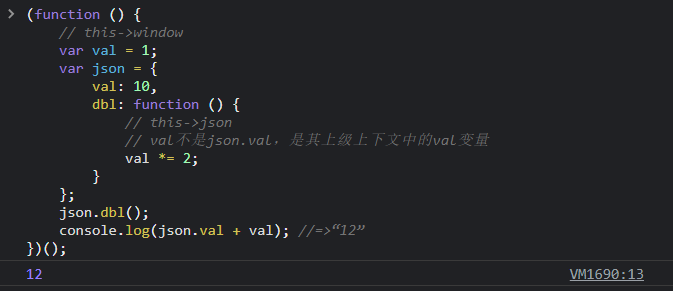 (function () {
// this->window
var val = 1;
var json = {
val: 10,
dbl: function () {
// this->json
// val不是json.val，是其上级上下文中的val变量
val *= 2;
}
};
json.dbl();
console.log(json.val + val); //=>“12”
})();
12 VM1690:13